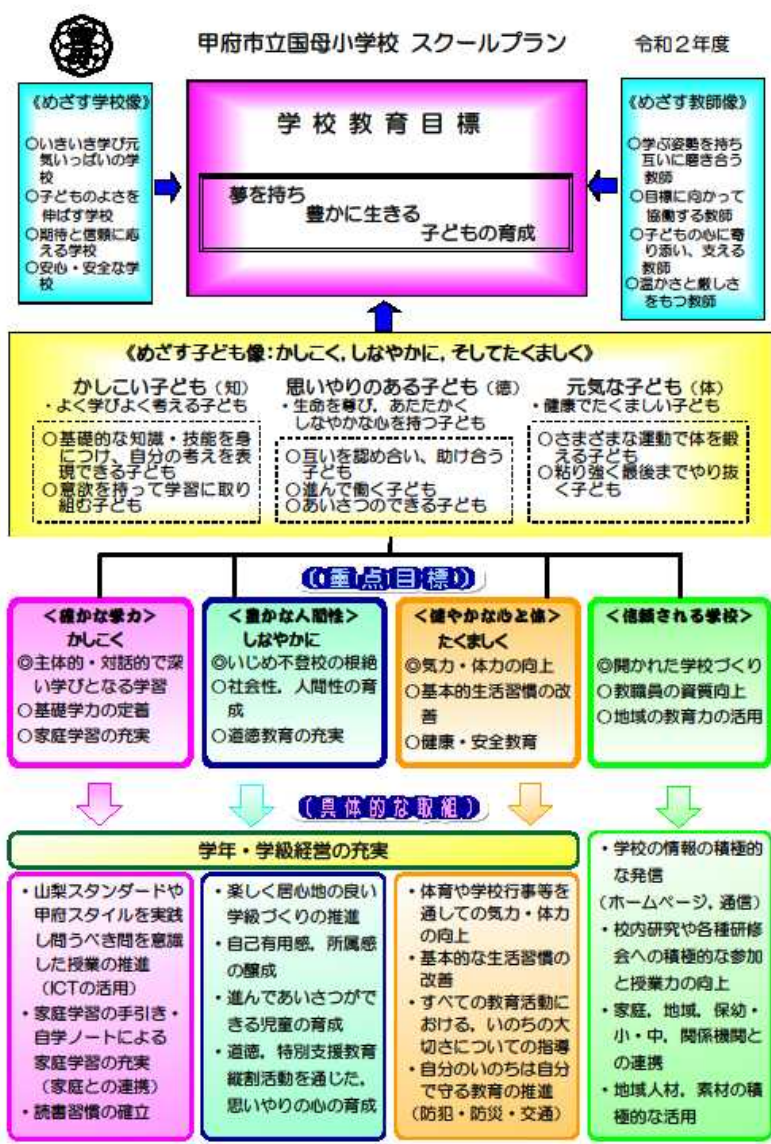 甲府市立国母小学校 スクールプラン
令和2年度
《めざす学校像》
○いきいき学び元
気いっぱいの学
校
○子どものよさを
伸ばす学校
○期待と信頼に応
える学校
○安心・安全な学
校
学校教育目標
夢を持ち
豊かに生きる
子どもの育成
《めざす教師像》
○学ぶ姿勢を持ち
互いに磨き合う
教師
○目標に向かって
協働する教師
○子どもの心に寄
り添い、支える
教師
○温かさと厳しさ
をもつ教師
《めざす子ども像:かしこく,しなやかに,そしてたくましく》
かしこい子ども(知)
・よく学びよく考える子ども
○基礎的な知識・技能を身
につけ、自分の考えを表
現できる子ども
○意欲を持って学習に取り
組む子ども
思いやりのある子ども(徳)
・生命を尊び,あたたかく
しなやかな心を持つ子ども
○互いを認め合い、助け合う
子ども
○進んで働く子ども
○あいさつのできる子ども
元気な子ども(体)
・健康でたくましい子ども
○さまざまな運動で体を鍛
える子ども
○粘り強く最後までやり抜
く子ども
((重点目標))
<確かな学力>
かしこく
◎主体的・対話的で深
い学びとなる学習
○基礎学力の定着
○家庭学習の充実
<豊かな人間性>
しなやかに
◎いじめ不登校の根絶
○社会性,人間性の育
成
○道徳教育の充実
<健やかな心と体>
たくましく
◎気力・体力の向上
○基本的生活習慣の改
善
○健康・安全教育
<信頼される学校>
◎開かれた学校づくり
○教職員の資質向上
○地域の教育力の活用
(具体的な取組)
学年・学級経営の充実
・山梨スタンダードや
甲府スタイルを実践
し問うべき問を意識
した授業の推進
(ICTの活用)
・家庭学習の手引き・
自学ノートによる
家庭学習の充実
(家庭との連携)
・読書習慣の確立
・楽しく居心地の良い
学級づくりの推進
・自己有用感,所属感
の醸成
・進んであいさつがで
きる児童の育成
・道徳,特別支援教育
縦割活動を通じた,
思いやりの心の育成
・体育や学校行事等を
通しての気力・体力
の向上
・基本的な生活習慣の
改善
・すべての教育活動に
おける,いのちの大
切さについての指導
・自分のいのちは自分
で守る教育の推進
(防犯・防災・交通)
・学校の情報の積極的
な発信
(ホームページ,通信)
・校内研究や各種研修
会への積極的な参加
と授業力の向上
・家庭,地域,保幼・
小・中,関係機関と
の連携
・地域人材,素材の積
極的な活用